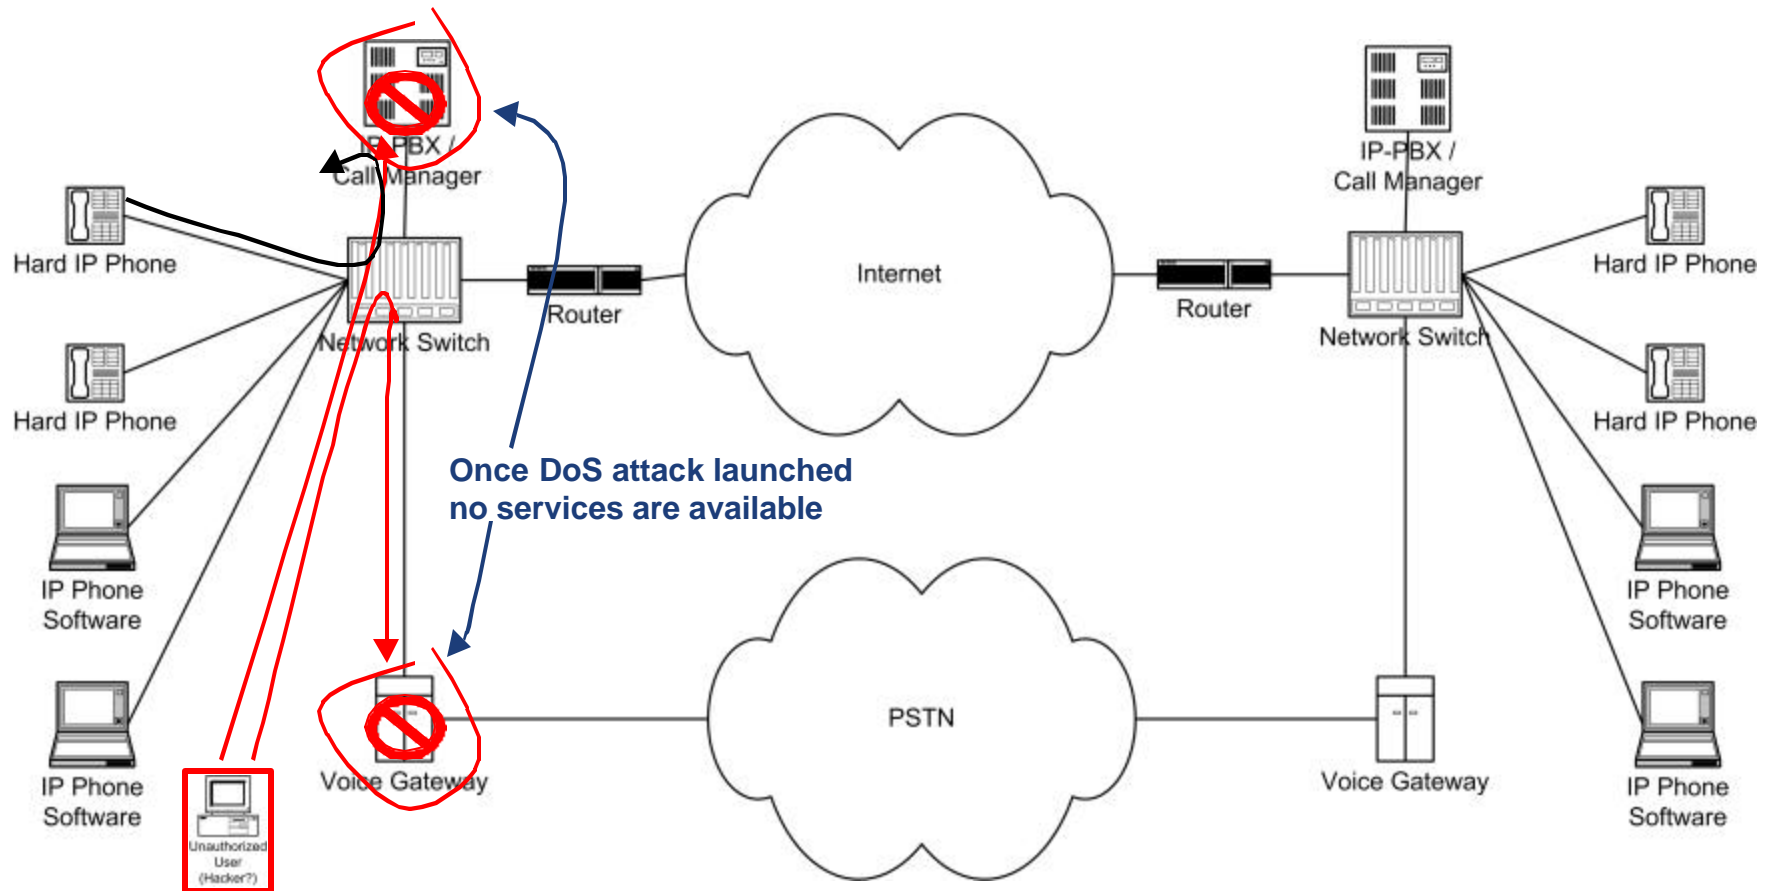 IP-PBX /
Call Manager
IP-PBX /
Call Manager
Hard IP Phone
Hard IP Phone
Internet
Router
Router
Network Switch
Network Switch
Hard IP Phone
Hard IP Phone
Once DoS attack launched
no services are available
IP Phone
Software
IP Phone
Software
PSTN
IP Phone
Software
Voice Gateway
Voice Gateway
IP Phone
Software
Unauthorized
User
(Hacker?)